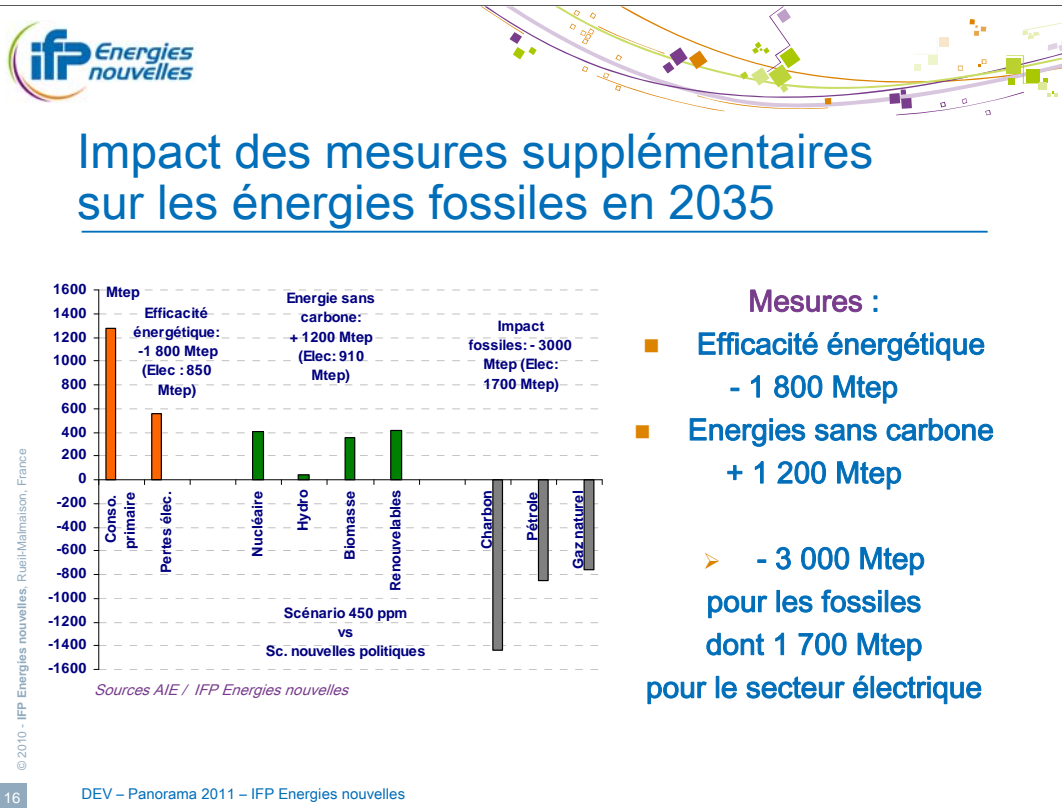 ifp Energies
nouvelles
Impact des mesures supplémentaires
sur les énergies fossiles en 2035
1600
1400
1200
1000
800
600
400
200
0
-200
-400
-600
-800
-1000
-1200
-1400
-1600
Mtep
Efficacité
énergétique:
-1 800 Mtep
(Elec : 850
Mtep)
Energie sans
carbone:
+ 1200 Mtep
(Elec: 910
Mtep)
Impact
fossiles: - 3000
Mtep (Elec:
1700 Mtep)
Conso.
primaire
Pertes élec.
Nucléaire
Hydro
Biomasse
Renouvelables
Charbon
Pétrole
Gaz naturel
Scénario 450 ppm
vs
Sc. nouvelles politiques
Sources AIE / IFP Energies nouvelles
Mesures :
■ Efficacité énergétique
- 1 800 Mtep
■ Energies sans carbone
+ 1 200 Mtep
➢ - 3 000 Mtep
pour les fossiles
dont 1 700 Mtep
pour le secteur électrique
© 2010 - IFP Energies nouvelles, Rueil-Malmaison, France
16
DEV – Panorama 2011 – IFP Energies nouvelles